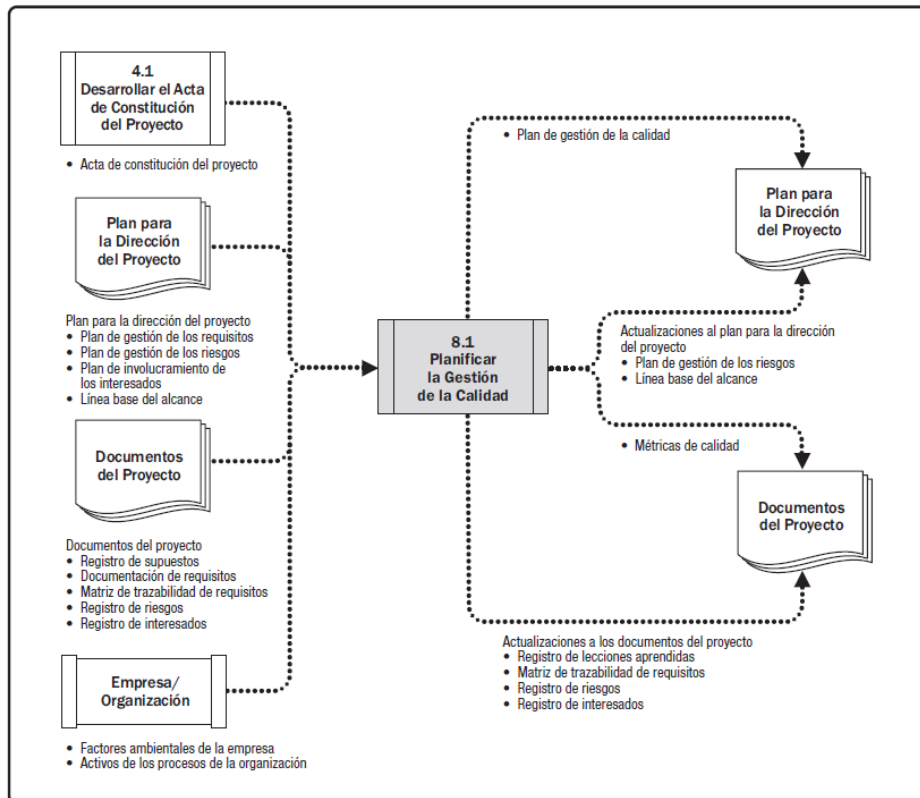 4.1
Desarrollar el Acta
de Constitución
del Proyecto
• Acta de constitución del proyecto
Plan para
la Dirección
del Proyecto
Plan para la dirección del proyecto
• Plan de gestión de los requisitos
• Plan de gestión de los riesgos
• Plan de involucramiento de
los interesados
• Línea base del alcance
Documentos
del Proyecto
Documentos del proyecto
• Registro de supuestos
• Documentación de requisitos
• Matriz de trazabilidad de requisitos
• Registro de riesgos
• Registro de interesados
Empresa/
Organización
• Factores ambientales de la empresa
• Activos de los procesos de la organización
8.1
Planificar
la Gestión
de la Calidad
• Plan de gestión de la calidad
Plan para
la Dirección
del Proyecto
Actualizaciones al plan para la dirección
del proyecto
• Plan de gestión de los riesgos
• Línea base del alcance
• Métricas de calidad
Documentos
del Proyecto
Actualizaciones a los documentos del proyecto
• Registro de lecciones aprendidas
• Matriz de trazabilidad de requisitos
• Registro de riesgos
• Registro de interesados